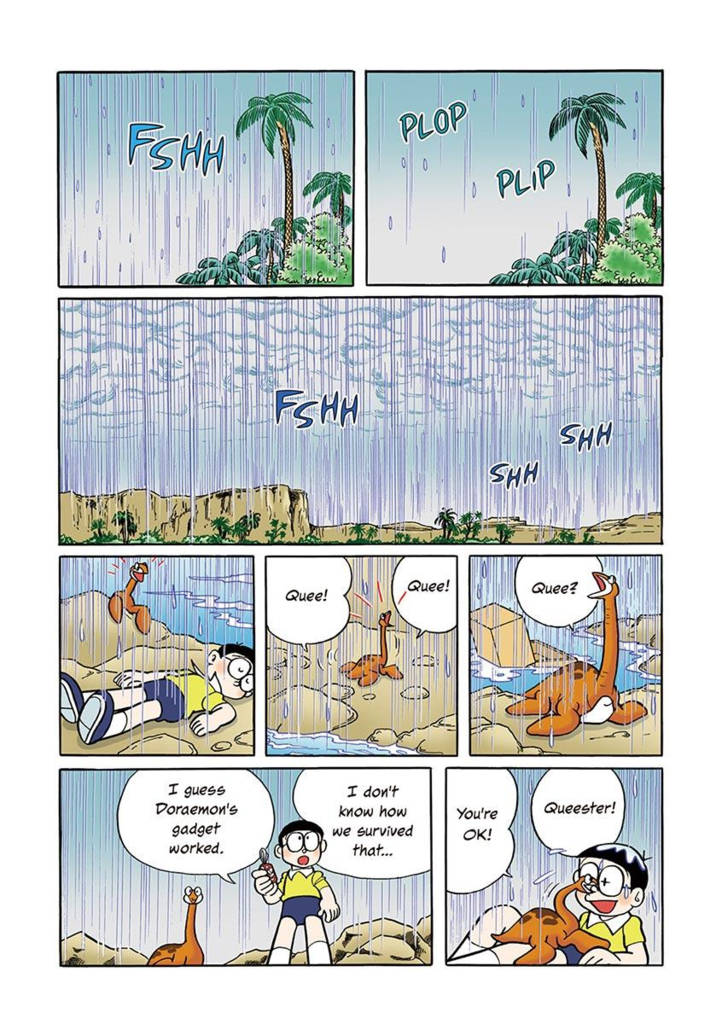 PLOP
PLIP
FSHH
SHH
SHH
FSHH
Quee?
Quee!
Quee!
Queester!
You're
OK!
I don't
know how
we survived
that...
I guess
Doraemon's
gadget
worked.